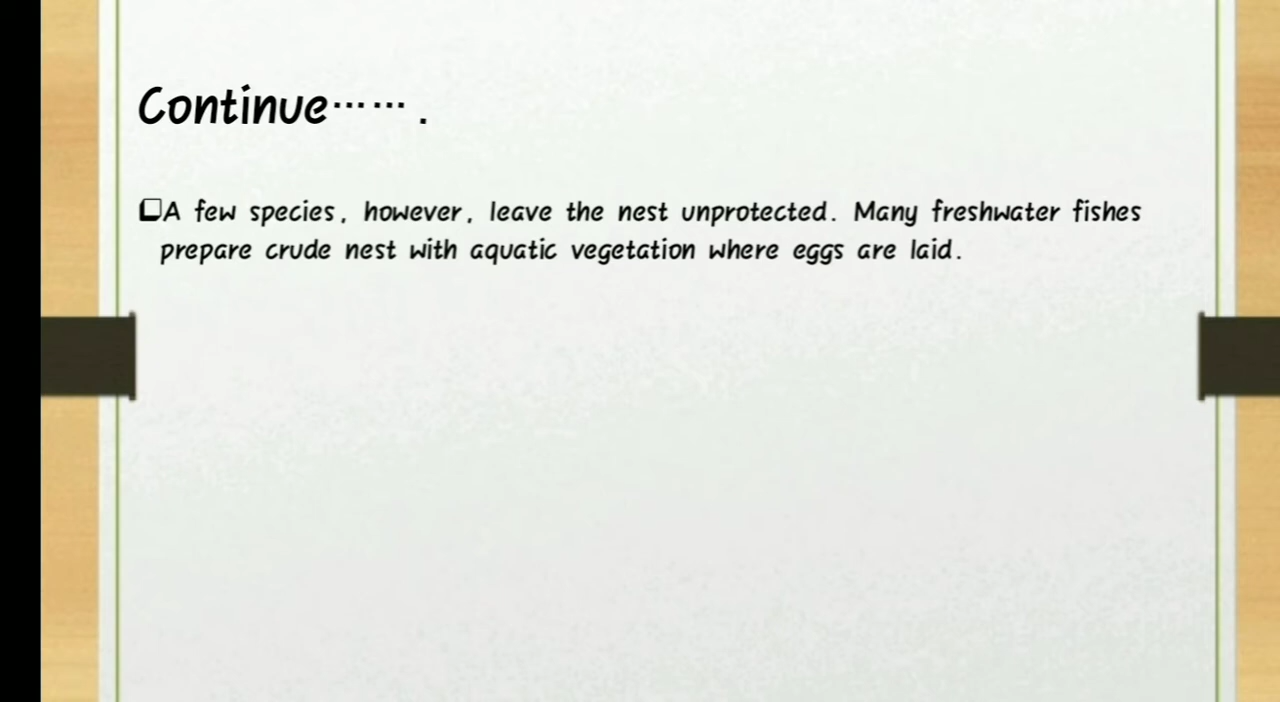 Continue…… .
❑A few species, however, leave the nest unprotected. Many freshwater fishes
prepare crude nest with aquatic vegetation where eggs are laid.